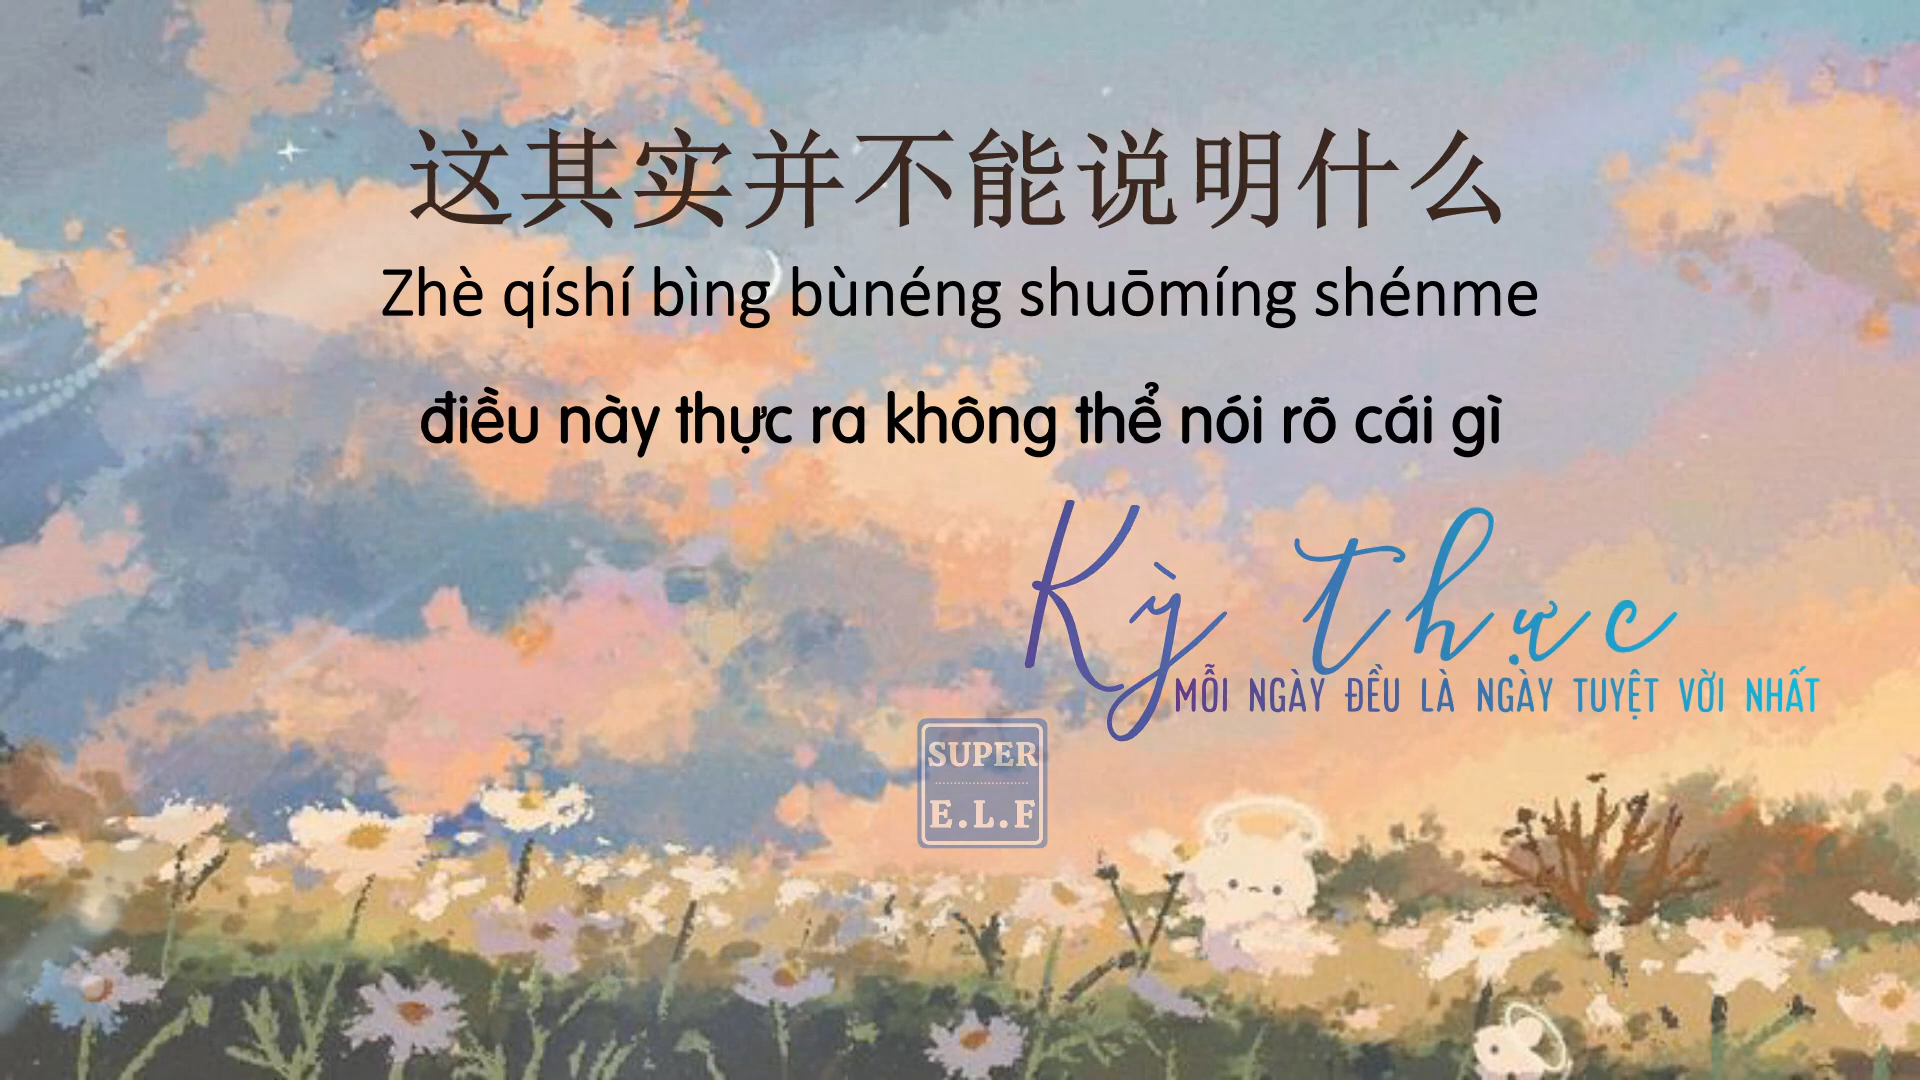 这其实并不能说明什么
Zhè qíshí bìng bùnéng shuōmíng shénme
điều này thực ra không thể nói rõ cái gì
Kỳ thực
MỖI NGÀY ĐỀU LÀ NGÀY TUYỆT VỜI NHẤT
SUPER
E.L.F